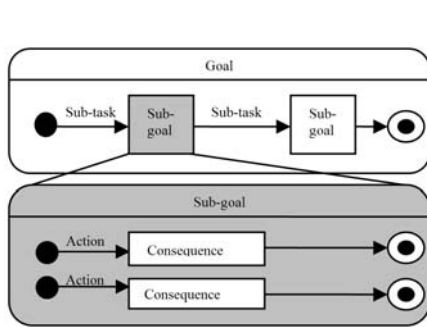 Goal
Sub-task
Sub-
goal
Sub-task
Sub-
goal
Sub-goal
Action
Consequence
Action
Consequence